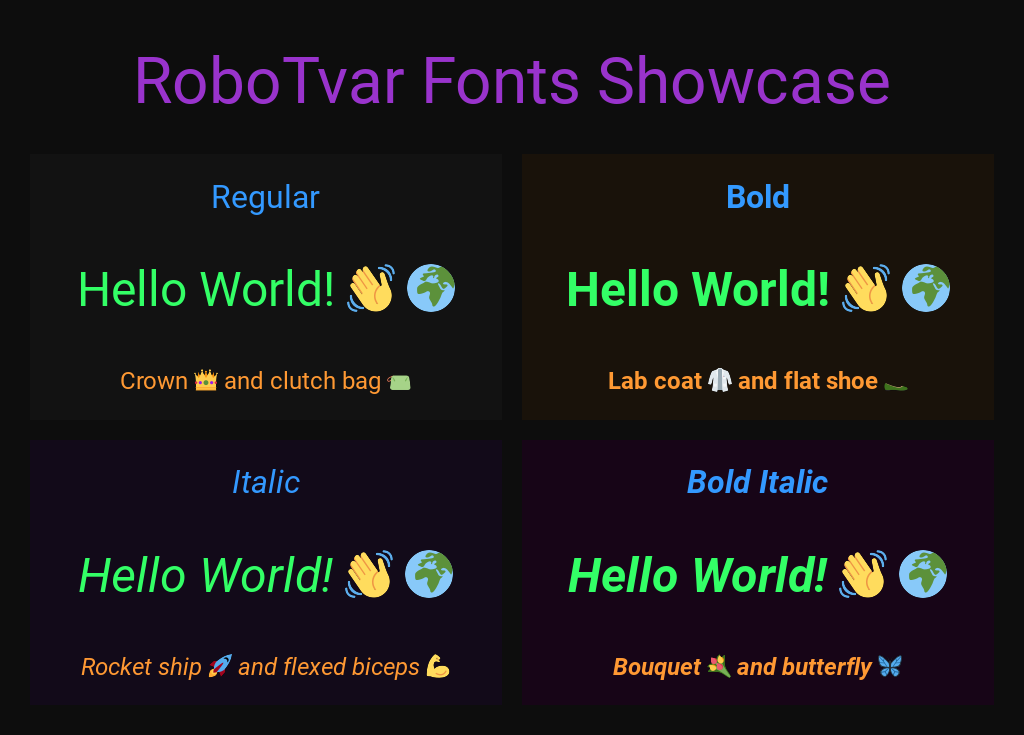 RoboTvar Fonts Showcase
Regular
Hello World! 👋 🌍
Crown 👑 and clutch bag 👝
Bold
Hello World! 👋 🌍
Lab coat 🥼 and flat shoe 🥿
Italic
Hello World! 👋 🌍
Rocket ship 🚀 and flexed biceps 💪
Bold Italic
Hello World! 👋 🌍
Bouquet 💐 and butterfly 🦋